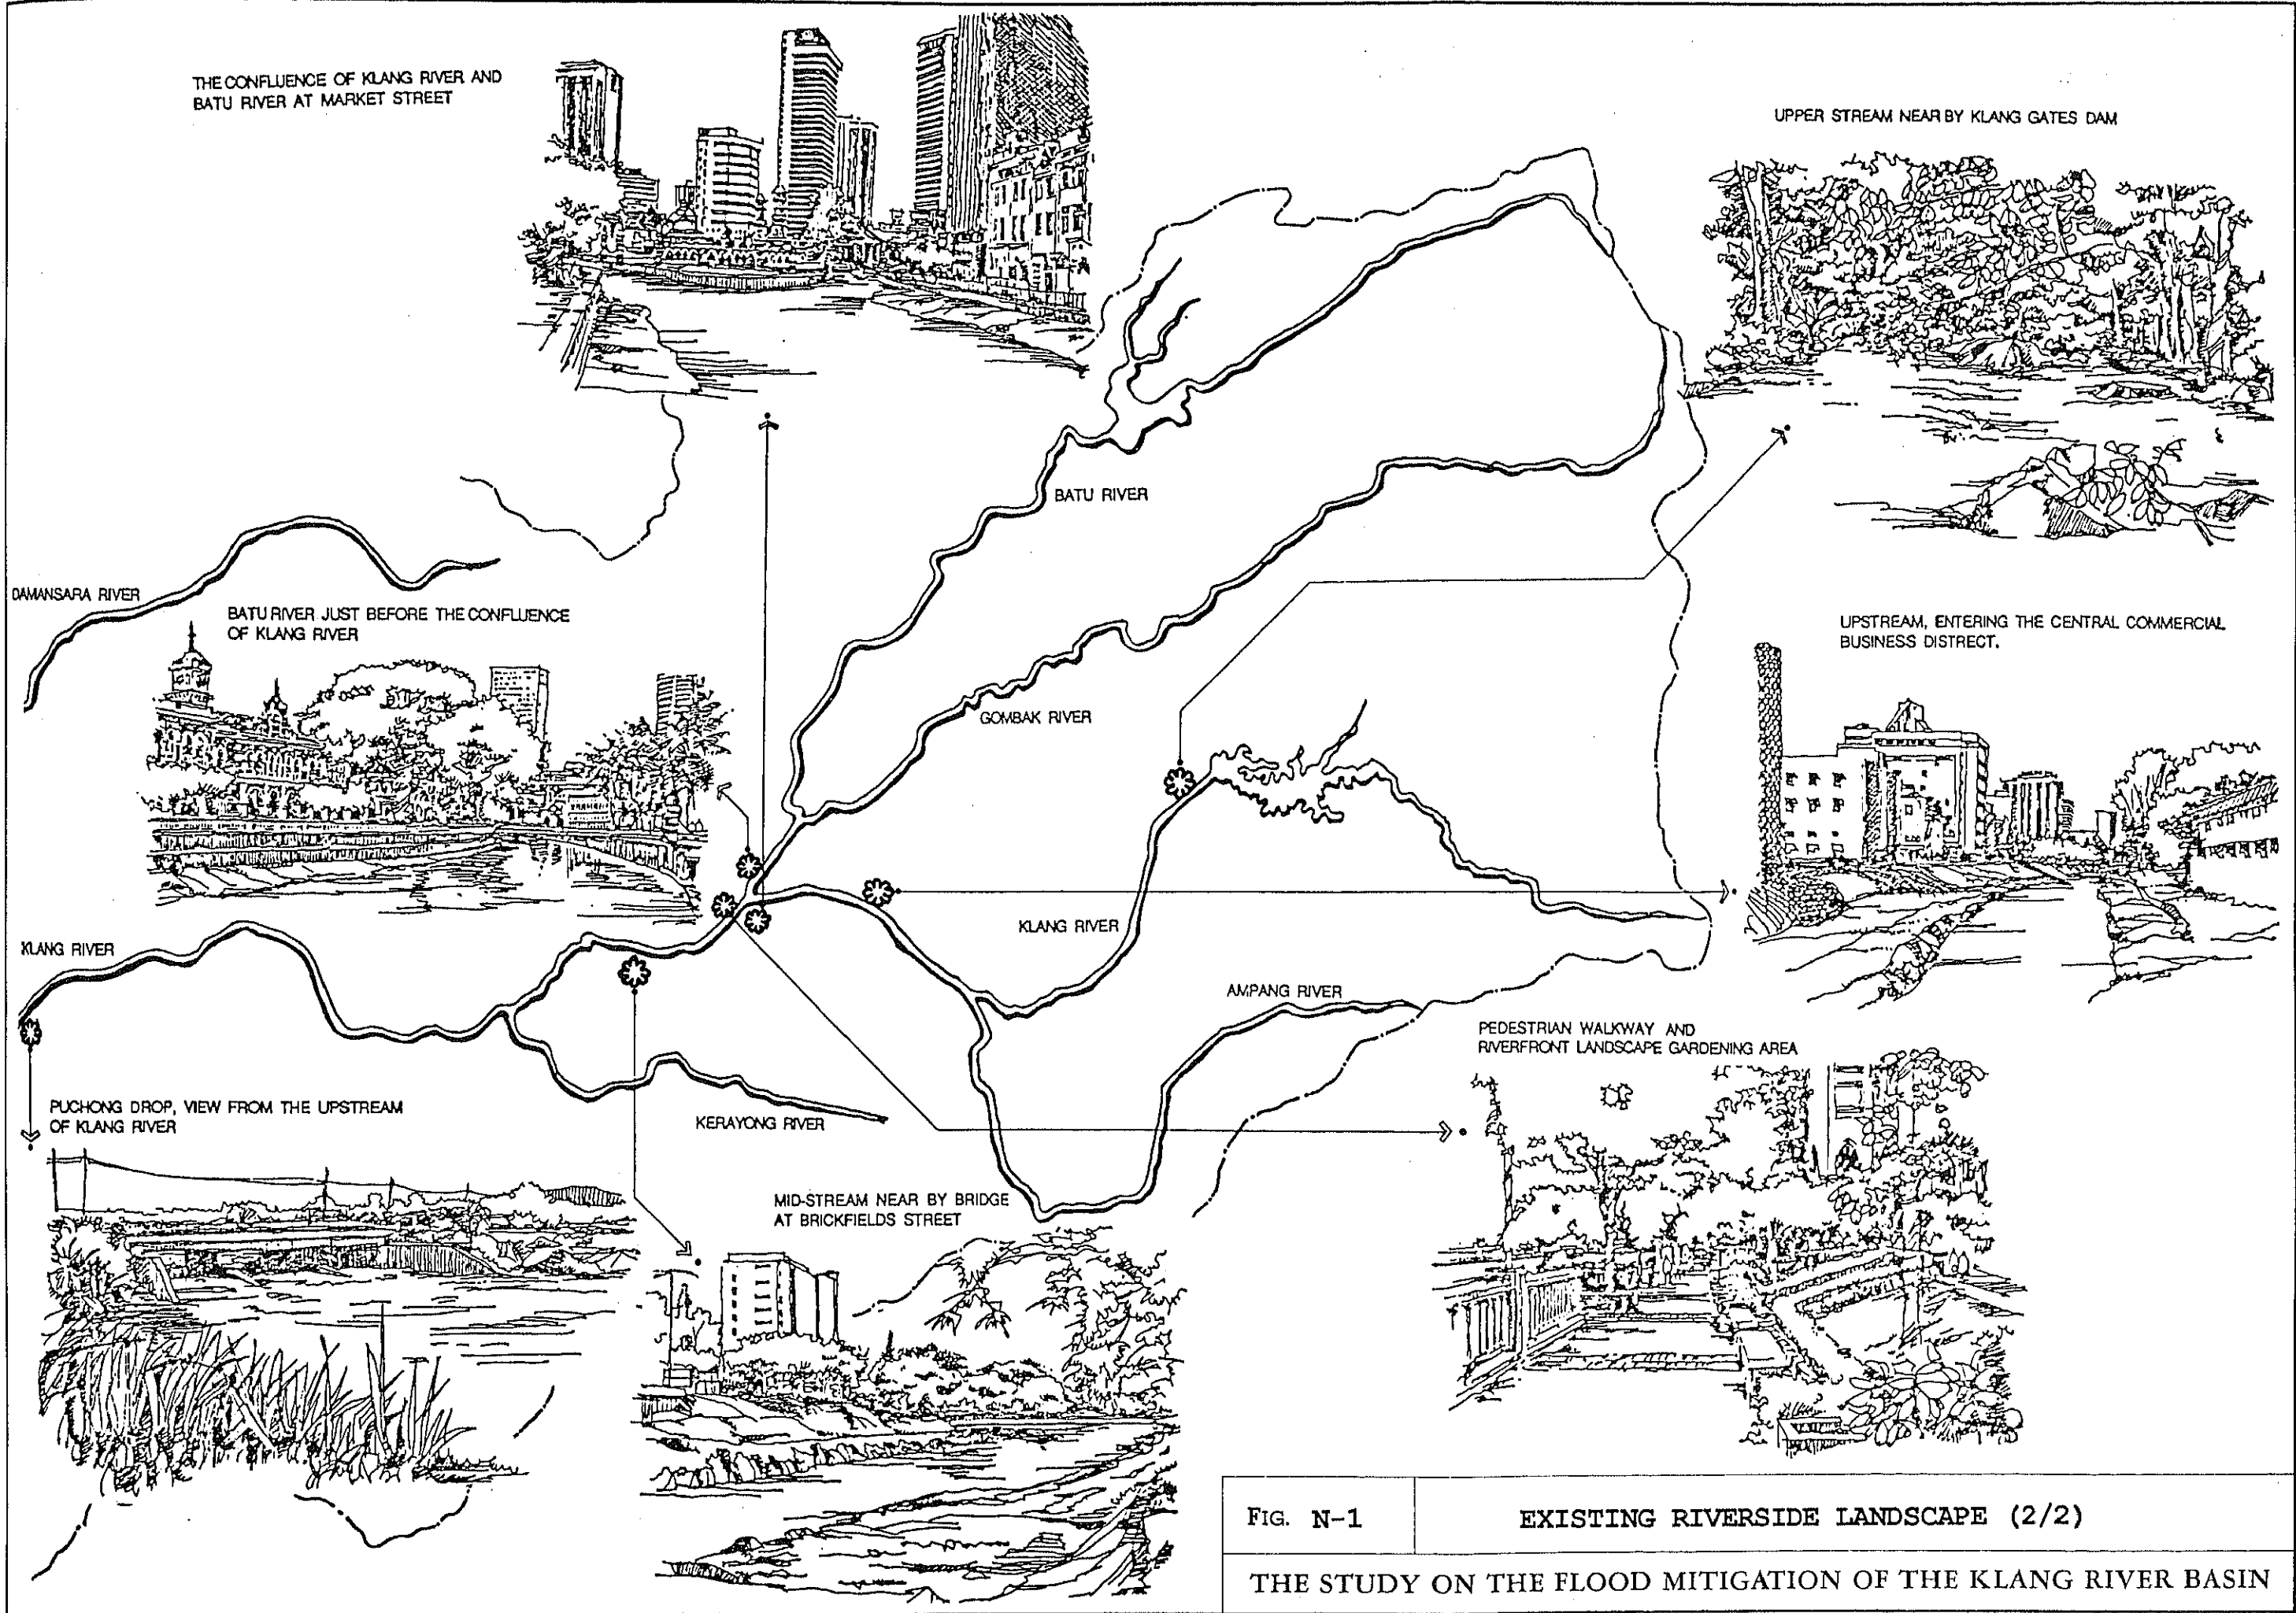 THE CONFLUENCE OF KLANG RIVER AND
BATU RIVER AT MARKET STREET
UPPER STREAM NEAR BY KLANG GATES DAM
BATU RIVER
DAMANSARA RIVER
BATU RIVER JUST BEFORE THE CONFLUENCE
OF KLANG RIVER
UPSTREAM, ENTERING THE CENTRAL COMMERCIAL
BUSINESS DISTRECT.
GOMBAK RIVER
KLANG RIVER
KLANG RIVER
AMPANG RIVER
PEDESTRIAN WALKWAY AND
RIVERFRONT LANDSCAPE GARDENING AREA
PUCHONG DROP, VIEW FROM THE UPSTREAM
OF KLANG RIVER
KERAYONG RIVER
MID-STREAM NEAR BY BRIDGE
AT BRICKFIELDS STREET
FIG. N-1
EXISTING RIVERSIDE LANDSCAPE (2/2)
THE STUDY ON THE FLOOD MITIGATION OF THE KLANG RIVER BASIN